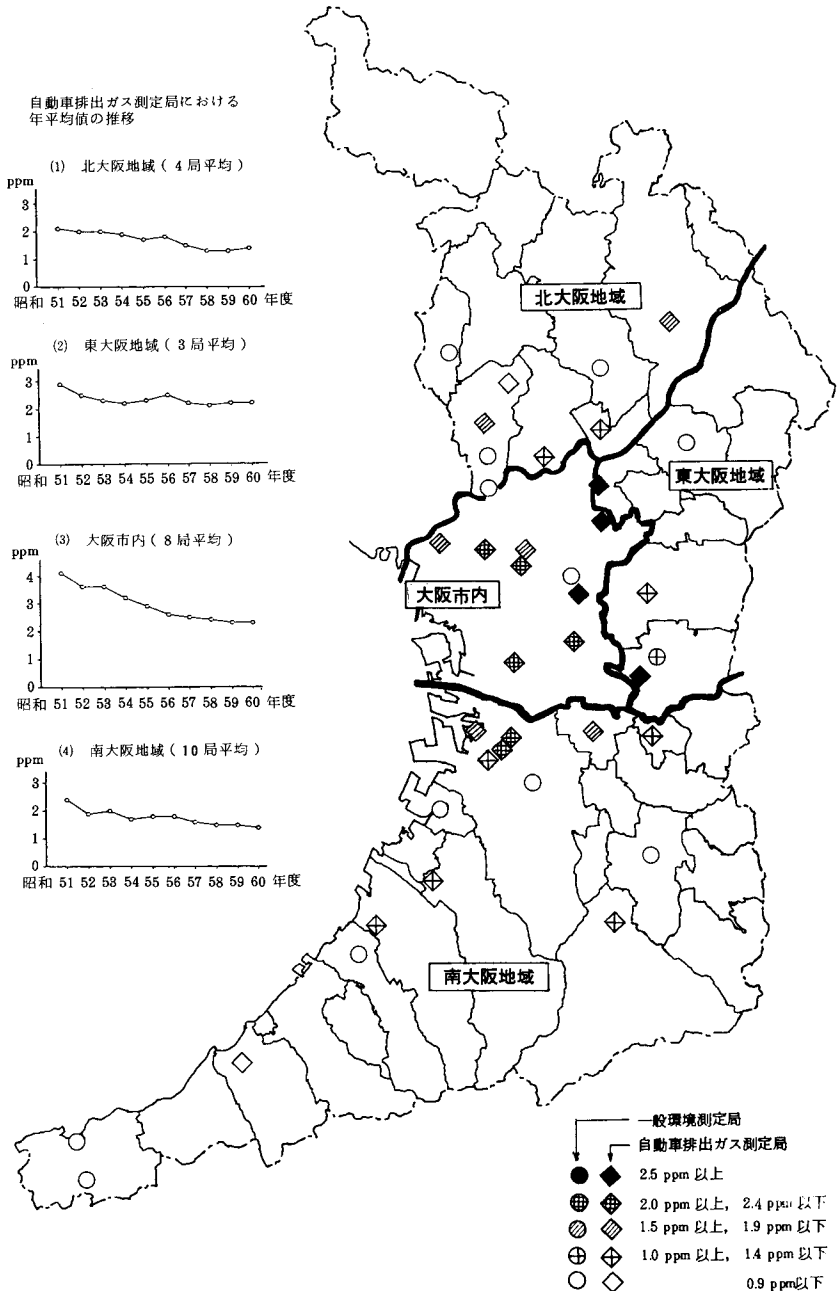 自動車排出ガス測定局における
年平均値の推移
(1) 北大阪地域(4局平均)
ppm
3
2
1
0
昭和 51 52 53 54 55 56 57 58 59 60 年度
(2) 東大阪地域(3局平均)
ppm
3
2
1
0
昭和 51 52 53 54 55 56 57 58 59 60 年度
(3) 大阪市内(8局平均)
ppm
4
3
2
1
0
昭和 51 52 53 54 55 56 57 58 59 60 年度
(4) 南大阪地域(10局平均)
ppm
3
2
1
0
昭和 51 52 53 54 55 56 57 58 59 60 年度
北大阪地域
東大阪地域
大阪市内
南大阪地域
一般環境測定局
自動車排出ガス測定局
2.5 ppm 以上
2.0 ppm 以上, 2.4 ppm 以下
1.5 ppm 以上, 1.9 ppm 以下
1.0 ppm 以上, 1.4 ppm 以下
0.9 ppm以下